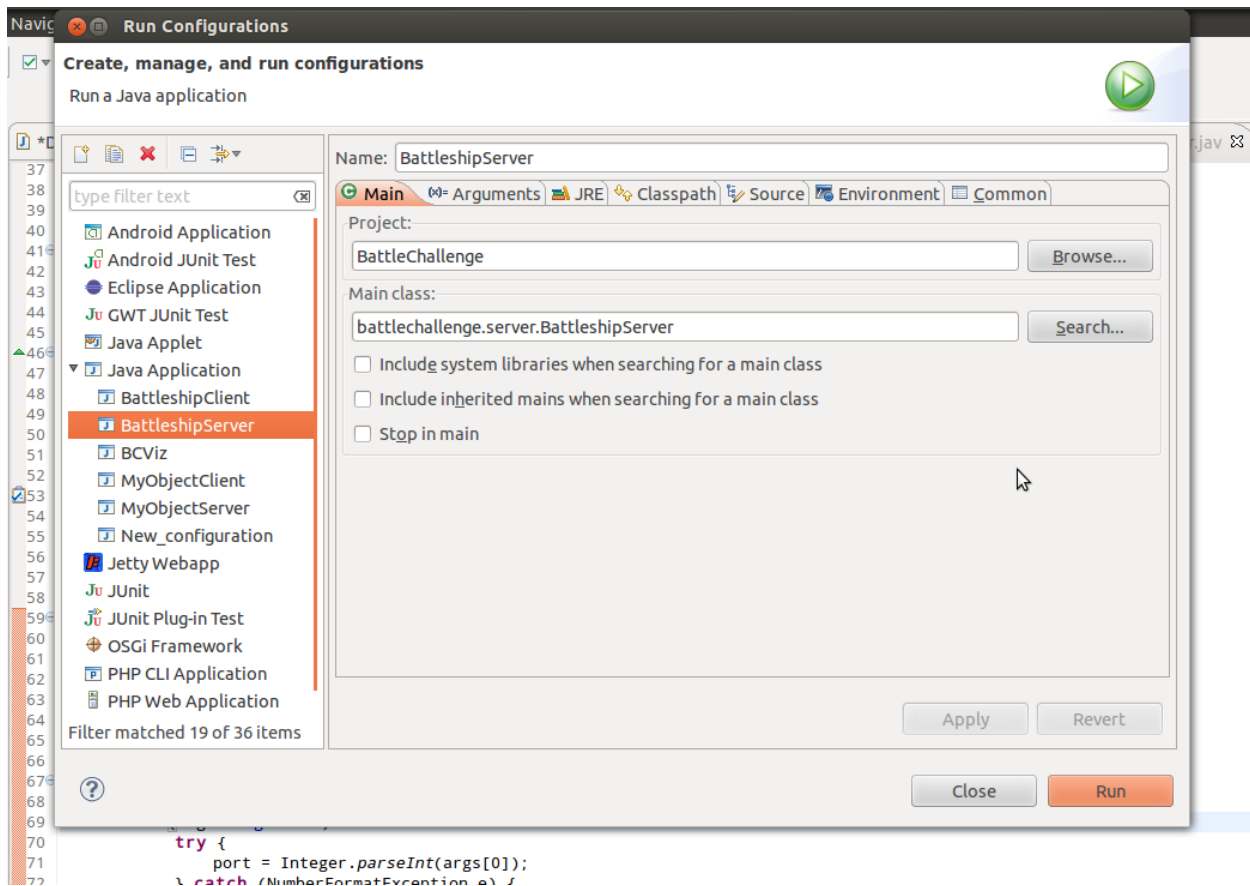 Navig
Run Configurations
Create, manage, and run configurations
Run a Java application
*D
r.jav
Name: BattleshipServer
type filter text
Main (x)= Arguments JRE Classpath Source Environment Common
Android Application
Android JUnit Test
Eclipse Application
GWT JUnit Test
Java Applet
Java Application
BattleshipClient
BattleshipServer
BCViz
MyObjectClient
MyObjectServer
New_configuration
Jetty Webapp
JUnit
JUnit Plug-in Test
OSGi Framework
PHP CLI Application
PHP Web Application
Filter matched 19 of 36 items
Project:
BattleChallenge
Browse...
Main class:
battlechallenge.server.BattleshipServer
Search...
Include system libraries when searching for a main class
Include inherited mains when searching for a main class
Stop in main
Apply
Revert
Close
Run
37
38
39
40
41
42
43
44
45
46
47
48
49
50
51
52
53
54
55
56
57
58
59
60
61
62
63
64
65
66
67
68
69
70 try {
71 port = Integer.parseInt(args[0]);
72 } catch (NumberFormatException e) {